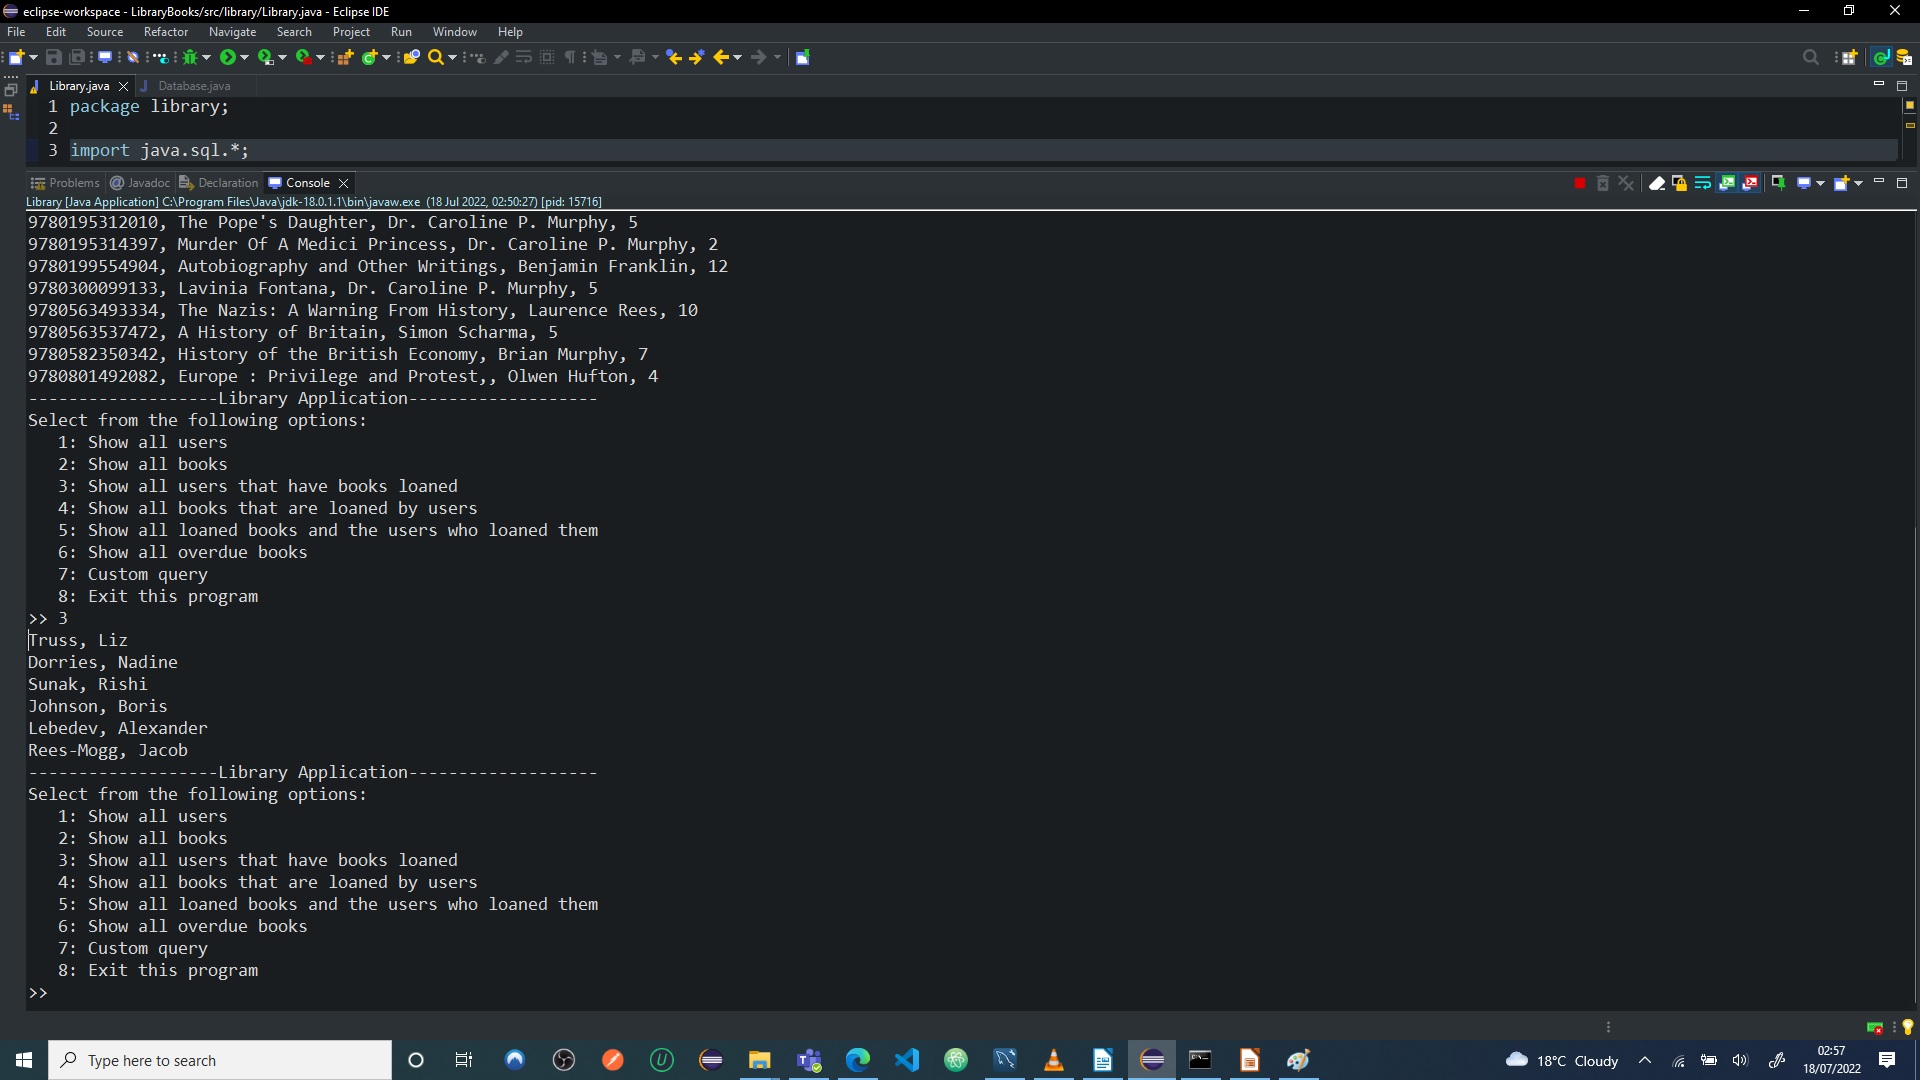 eclipse-workspace - LibraryBooks/src/library/Library.java - Eclipse IDE
File Edit Source Refactor Navigate Search Project Run Window Help
Library.java Database.java
1 package library;
2
3 import java.sql.*;
Problems Javadoc Declaration Console
Library [Java Application] C:\Program Files\Java\jdk-18.0.1.1\bin\javaw.exe (18 Jul 2022, 02:50:27) [pid: 15716]
9780195312010, The Pope's Daughter, Dr. Caroline P. Murphy, 5
9780195314397, Murder Of A Medici Princess, Dr. Caroline P. Murphy, 2
9780199554904, Autobiography and Other Writings, Benjamin Franklin, 12
9780300099133, Lavinia Fontana, Dr. Caroline P. Murphy, 5
9780563493334, The Nazis: A Warning From History, Laurence Rees, 10
9780563537472, A History of Britain, Simon Scharma, 5
9780582350342, History of the British Economy, Brian Murphy, 7
9780801492082, Europe : Privilege and Protest,, Olwen Hufton, 4
-------------------Library Application-------------------
Select from the following options:
1: Show all users
2: Show all books
3: Show all users that have books loaned
4: Show all books that are loaned by users
5: Show all loaned books and the users who loaned them
6: Show all overdue books
7: Custom query
8: Exit this program
>> 3
Truss, Liz
Dorries, Nadine
Sunak, Rishi
Johnson, Boris
Lebedev, Alexander
Rees-Mogg, Jacob
-------------------Library Application-------------------
Select from the following options:
1: Show all users
2: Show all books
3: Show all users that have books loaned
4: Show all books that are loaned by users
5: Show all loaned books and the users who loaned them
6: Show all overdue books
7: Custom query
8: Exit this program
>>
Type here to search
18°C Cloudy
02:57
18/07/2022